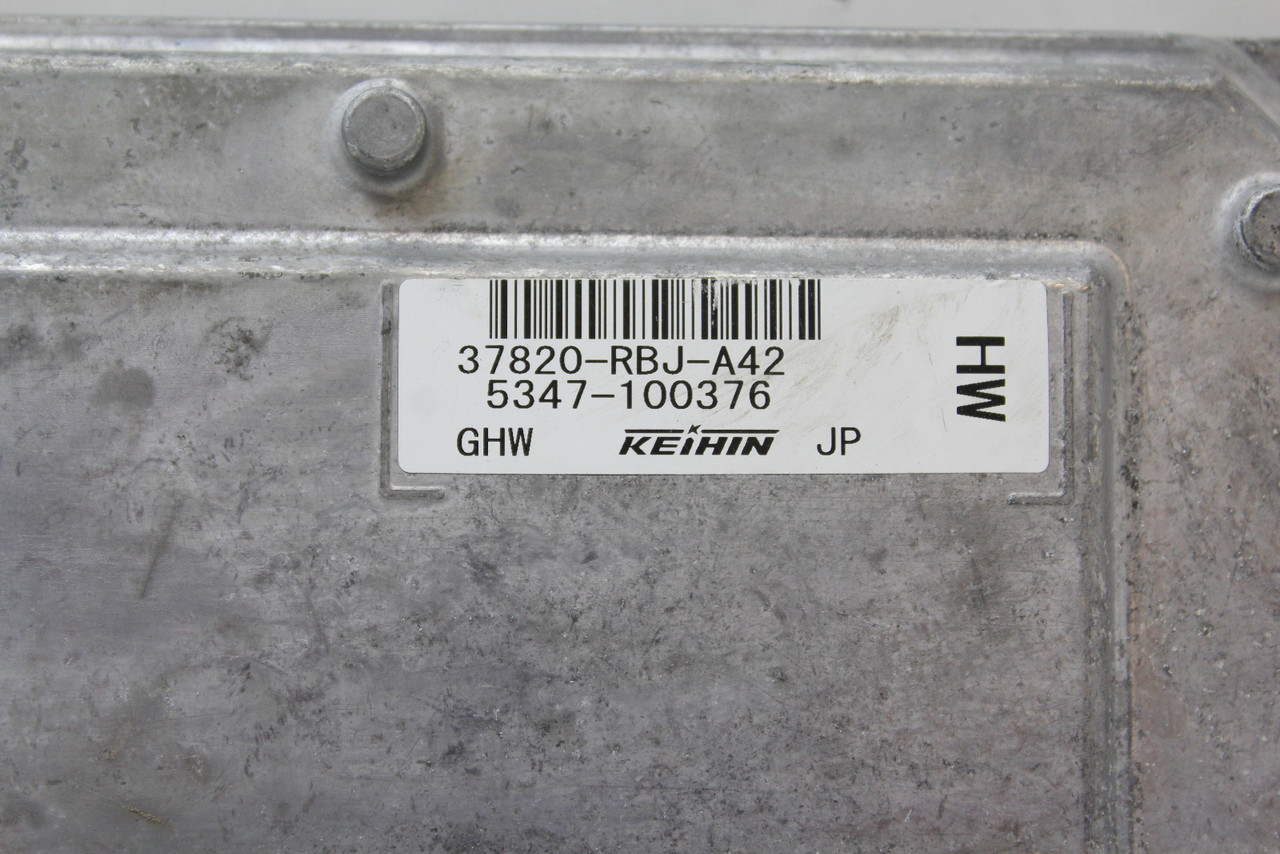 37820-RBJ-A42
5347-100376
GHW KEIHIN JP
HW